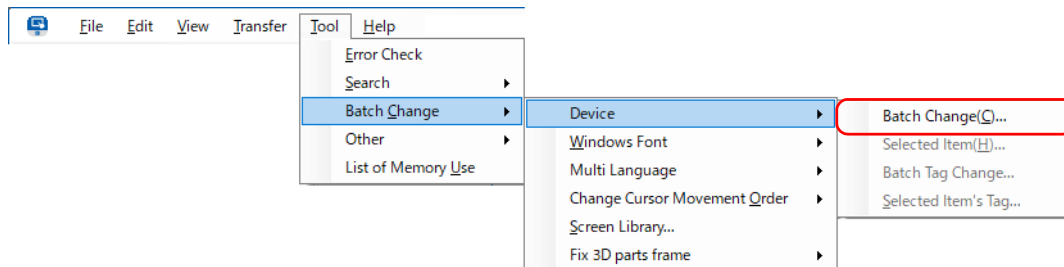 File Edit View Transfer Tool Help
Error Check
Search
Batch Change
Other
List of Memory Use
Device
Windows Font
Multi Language
Change Cursor Movement Order
Screen Library...
Fix 3D parts frame
Batch Change(C)...
Selected Item(H)...
Batch Tag Change...
Selected Item's Tag...